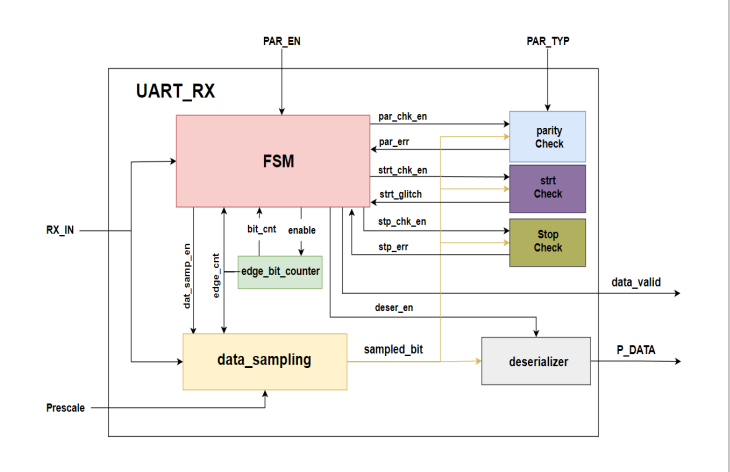 PAR_EN
PAR_TYP
UART_RX
FSM
par_chk_en
par_err
parity
Check
strt_chk_en
strt_glitch
strt
Check
stp_chk_en
stp_err
Stop
Check
RX_IN
dat_samp_en
edge_cnt
bit_cnt
enable
edge_bit_counter
data_valid
deser_en
data_sampling
sampled_bit
deserializer
P_DATA
Prescale